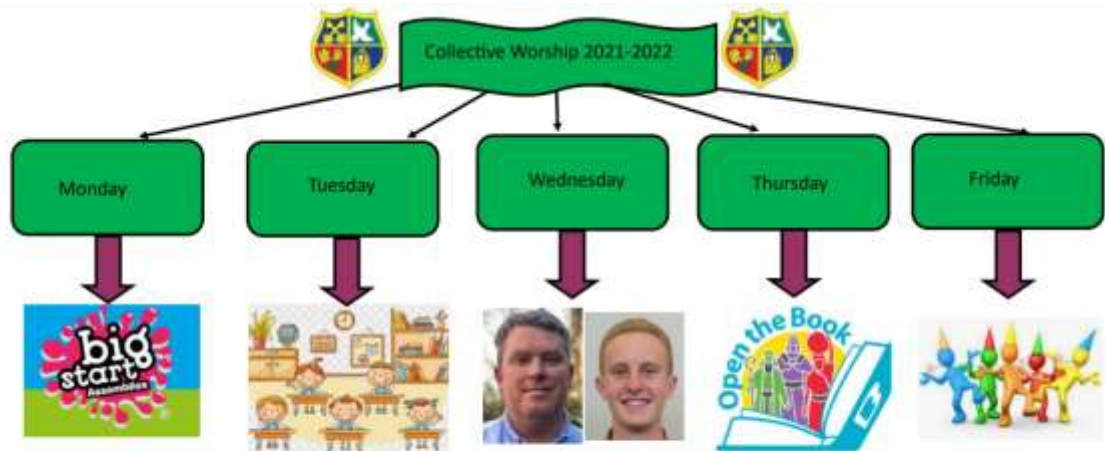 Collective Worship 2021-2022
Monday
Tuesday
Wednesday
Thursday
Friday
big
start
Assemblies
Open the Book